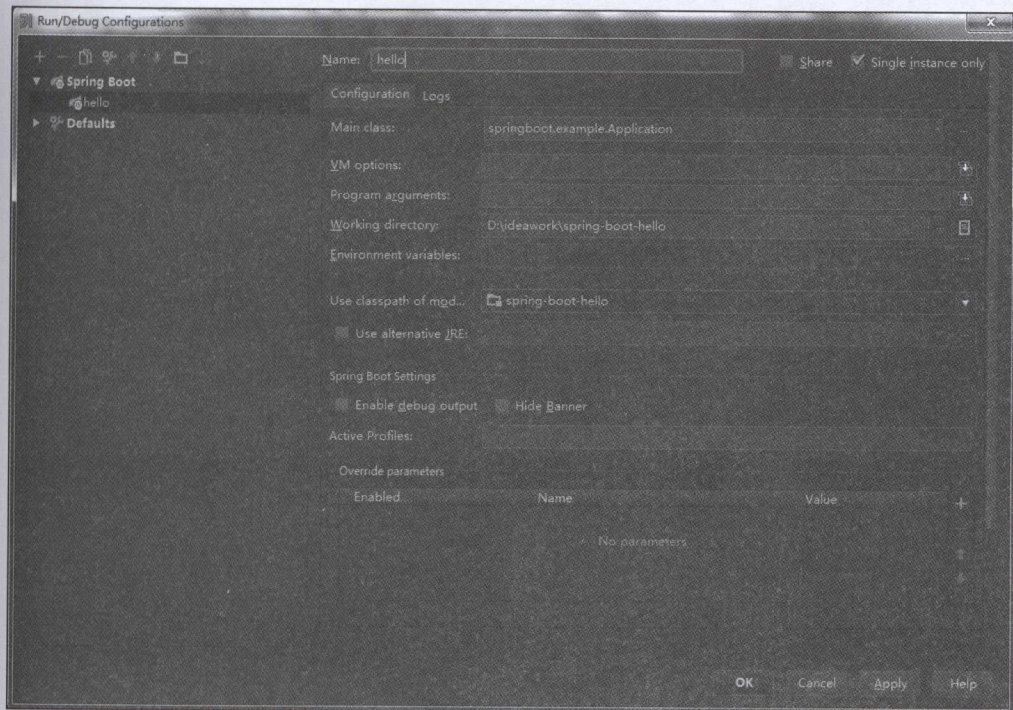 Run/Debug Configurations
Name: hello
Share
Single instance only
Spring Boot
hello
Defaults
Configuration
Logs
Main class: springboot.example.Application
VM options:
Program arguments:
Working directory: D:\ideawork\spring-boot-hello
Environment variables:
Use classpath of mod... spring-boot-hello
Use alternative JRE:
Spring Boot Settings
Enable debug output
Hide Banner
Active Profiles:
Override parameters
Enabled Name Value
No parameters
OK Cancel Apply Help